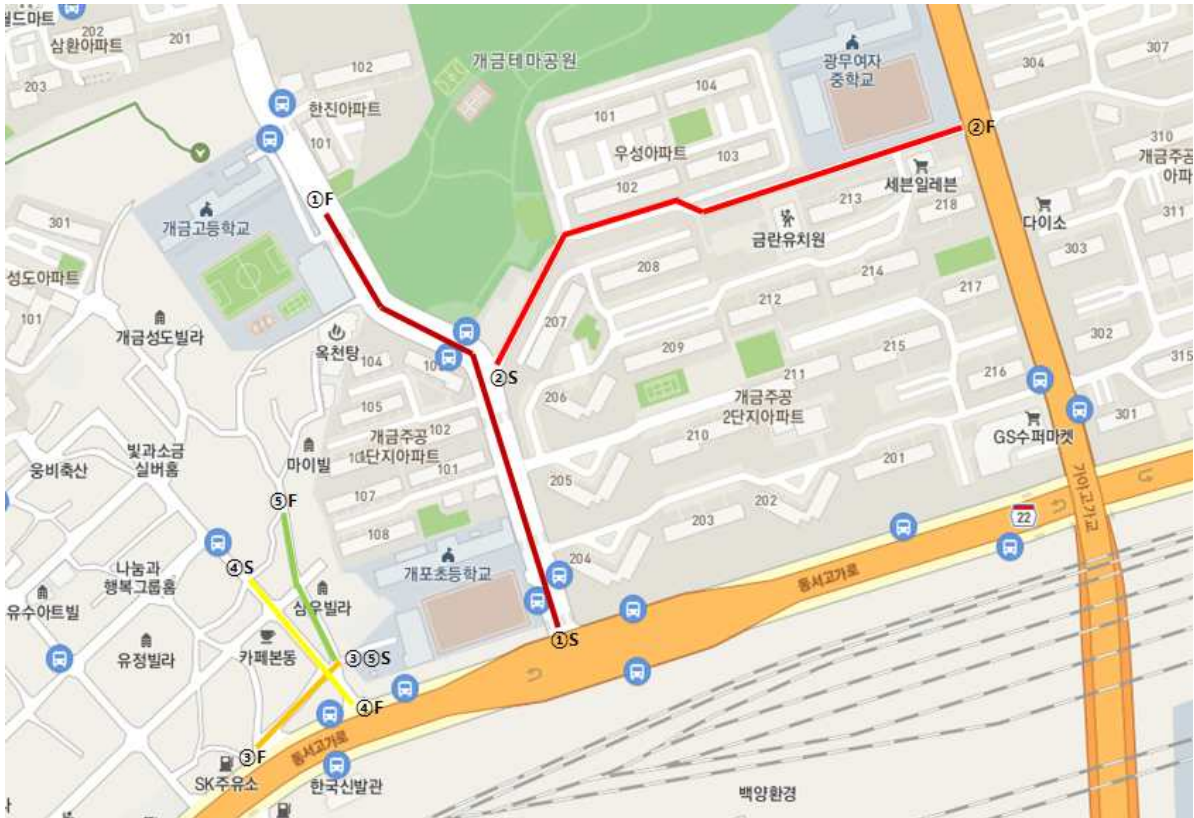 월드마트
202
201
삼환아파트
203
102
한진아파트
101
개금테마공원
광무여자
중학교
304
307
104
101
우성아파트
103
102
②F
310
개금주공
아파
세븐일레븐
213
218
금란유치원
다이소
311
303
①F
개금고등학교
301
성도아파트
101
개금성도빌라
옥천탕
104
208
214
217
212
207
209
215
302
315
②S
211
206
216
105
개금주공
2단지아파트
301
102
개금주공
1단지아파트
GS수퍼마켓
210
빛과소금
실버홈
마이빌
101
201
웅비축산
107
205
202
가야고가교
⑤F
203
22
108
204
개포초등학교
동서고가로
④S
나눔과
행복그룹홈
유수아트빌
삼우빌라
카페본동
유정빌라
①S
③⑤S
④F
③F
SK주유소
동서고가로
한국신발관
백양환경